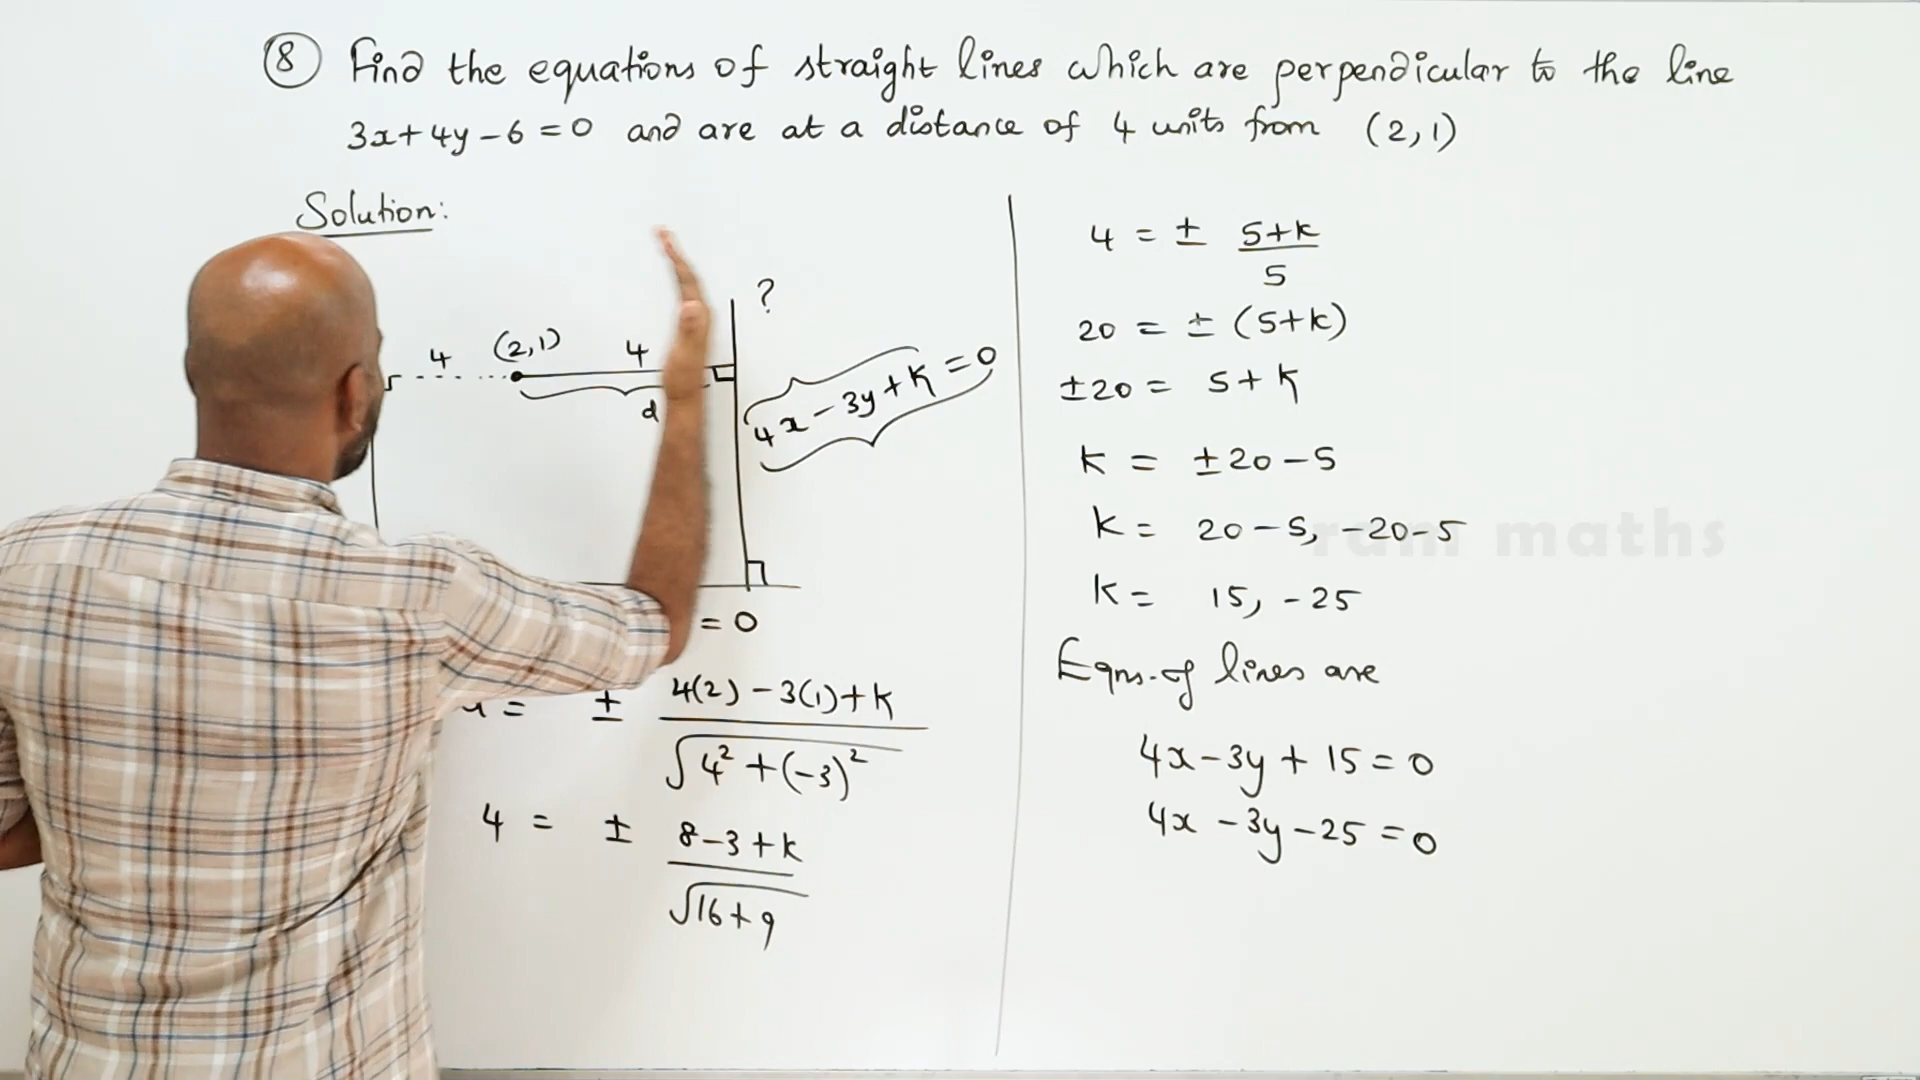 8 Find the equations of straight lines which are perpendicular to the line
3x+4y-6=0 and are at a distance of 4 units from (2,1)
Solution:
?
4 (2,1) 4
d
4x-3y+k=0
=0
= ± 4(2)-3(1)+k
√4²+(-3)²
4 = ± 8-3+k
√16+9
4 = ± 5+k
5
20 = ± (5+k)
±20 = 5+k
k = ±20-5
k = 20-5, -20-5
ram maths
k = 15, -25
Eqns. of lines are
4x-3y+15=0
4x-3y-25=0